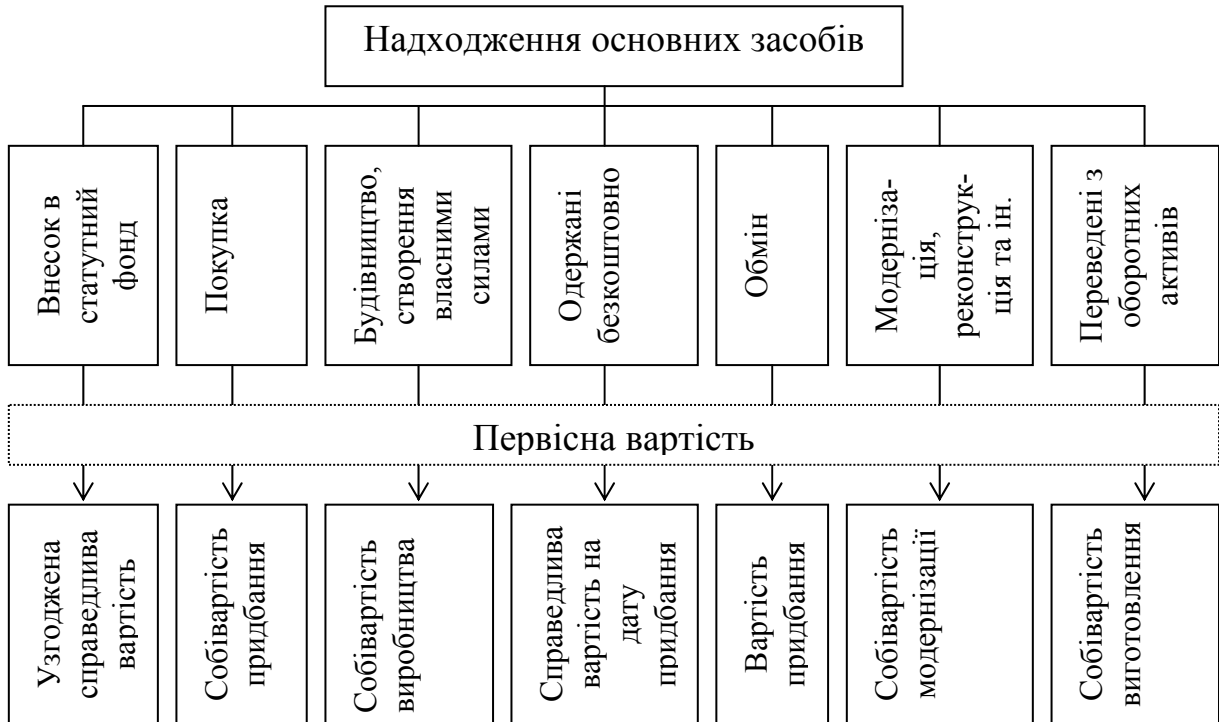 Надходження основних засобів
Внесок в
статутний
фонд
Покупка
Будівництво,
створення
власними
силами
Одержані
безкоштовно
Обмін
Модерніза-
ція,
реконструк-
ція та ін.
Переведені з
оборотних
активів
Первісна вартість
Узгоджена
справедлива
вартість
Собівартість
придбання
Собівартість
виробництва
Справедлива
вартість на
дату
придбання
Вартість
придбання
Собівартість
модернізації
Собівартість
виготовлення